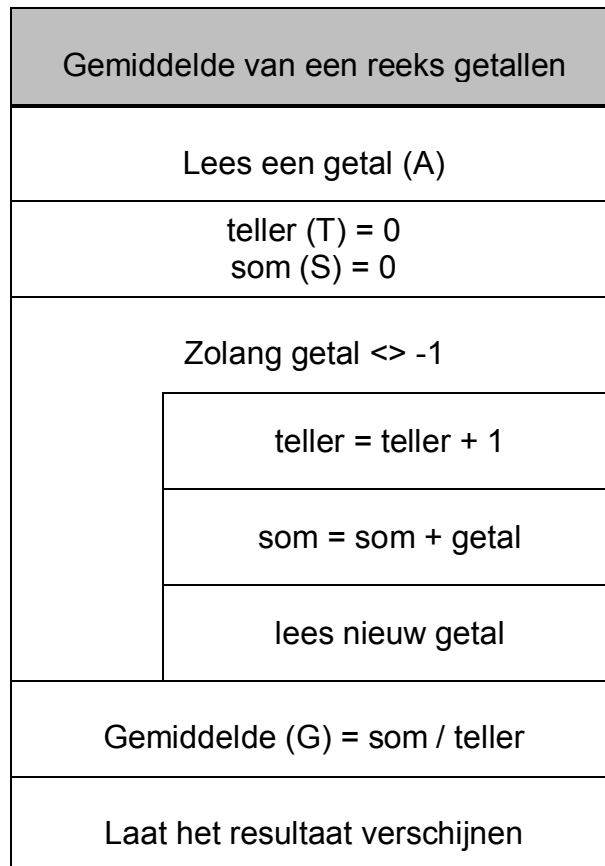 Gemiddelde van een reeks getallen
Lees een getal (A)
teller (T) = 0
som (S) = 0
Zolang getal <> -1
teller = teller + 1
som = som + getal
lees nieuw getal
Gemiddelde (G) = som / teller
Laat het resultaat verschijnen